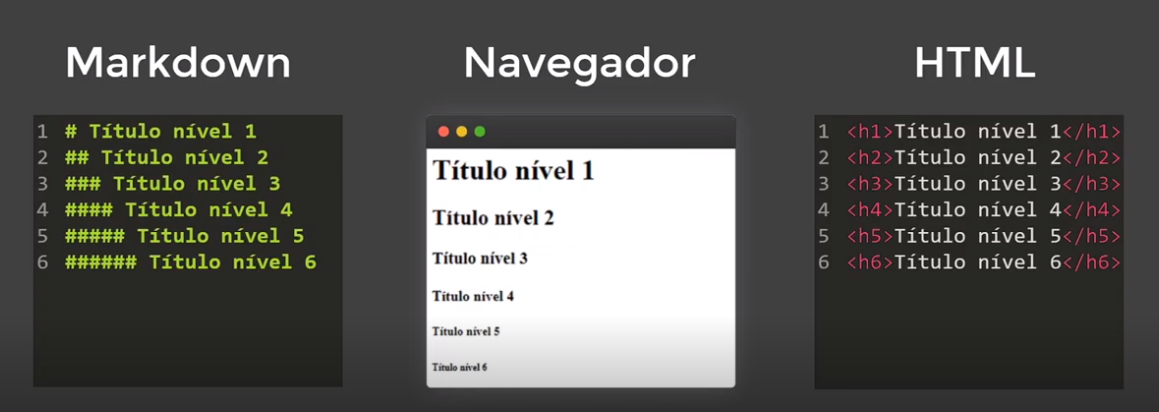 Markdown
1 # Título nível 1
2 ## Título nível 2
3 ### Título nível 3
4 #### Título nível 4
5 ##### Título nível 5
6 ###### Título nível 6
Navegador
Título nível 1
Título nível 2
Título nível 3
Título nível 4
Título nível 5
Título nível 6
HTML
1 <h1>Título nível 1</h1>
2 <h2>Título nível 2</h2>
3 <h3>Título nível 3</h3>
4 <h4>Título nível 4</h4>
5 <h5>Título nível 5</h5>
6 <h6>Título nível 6</h6>